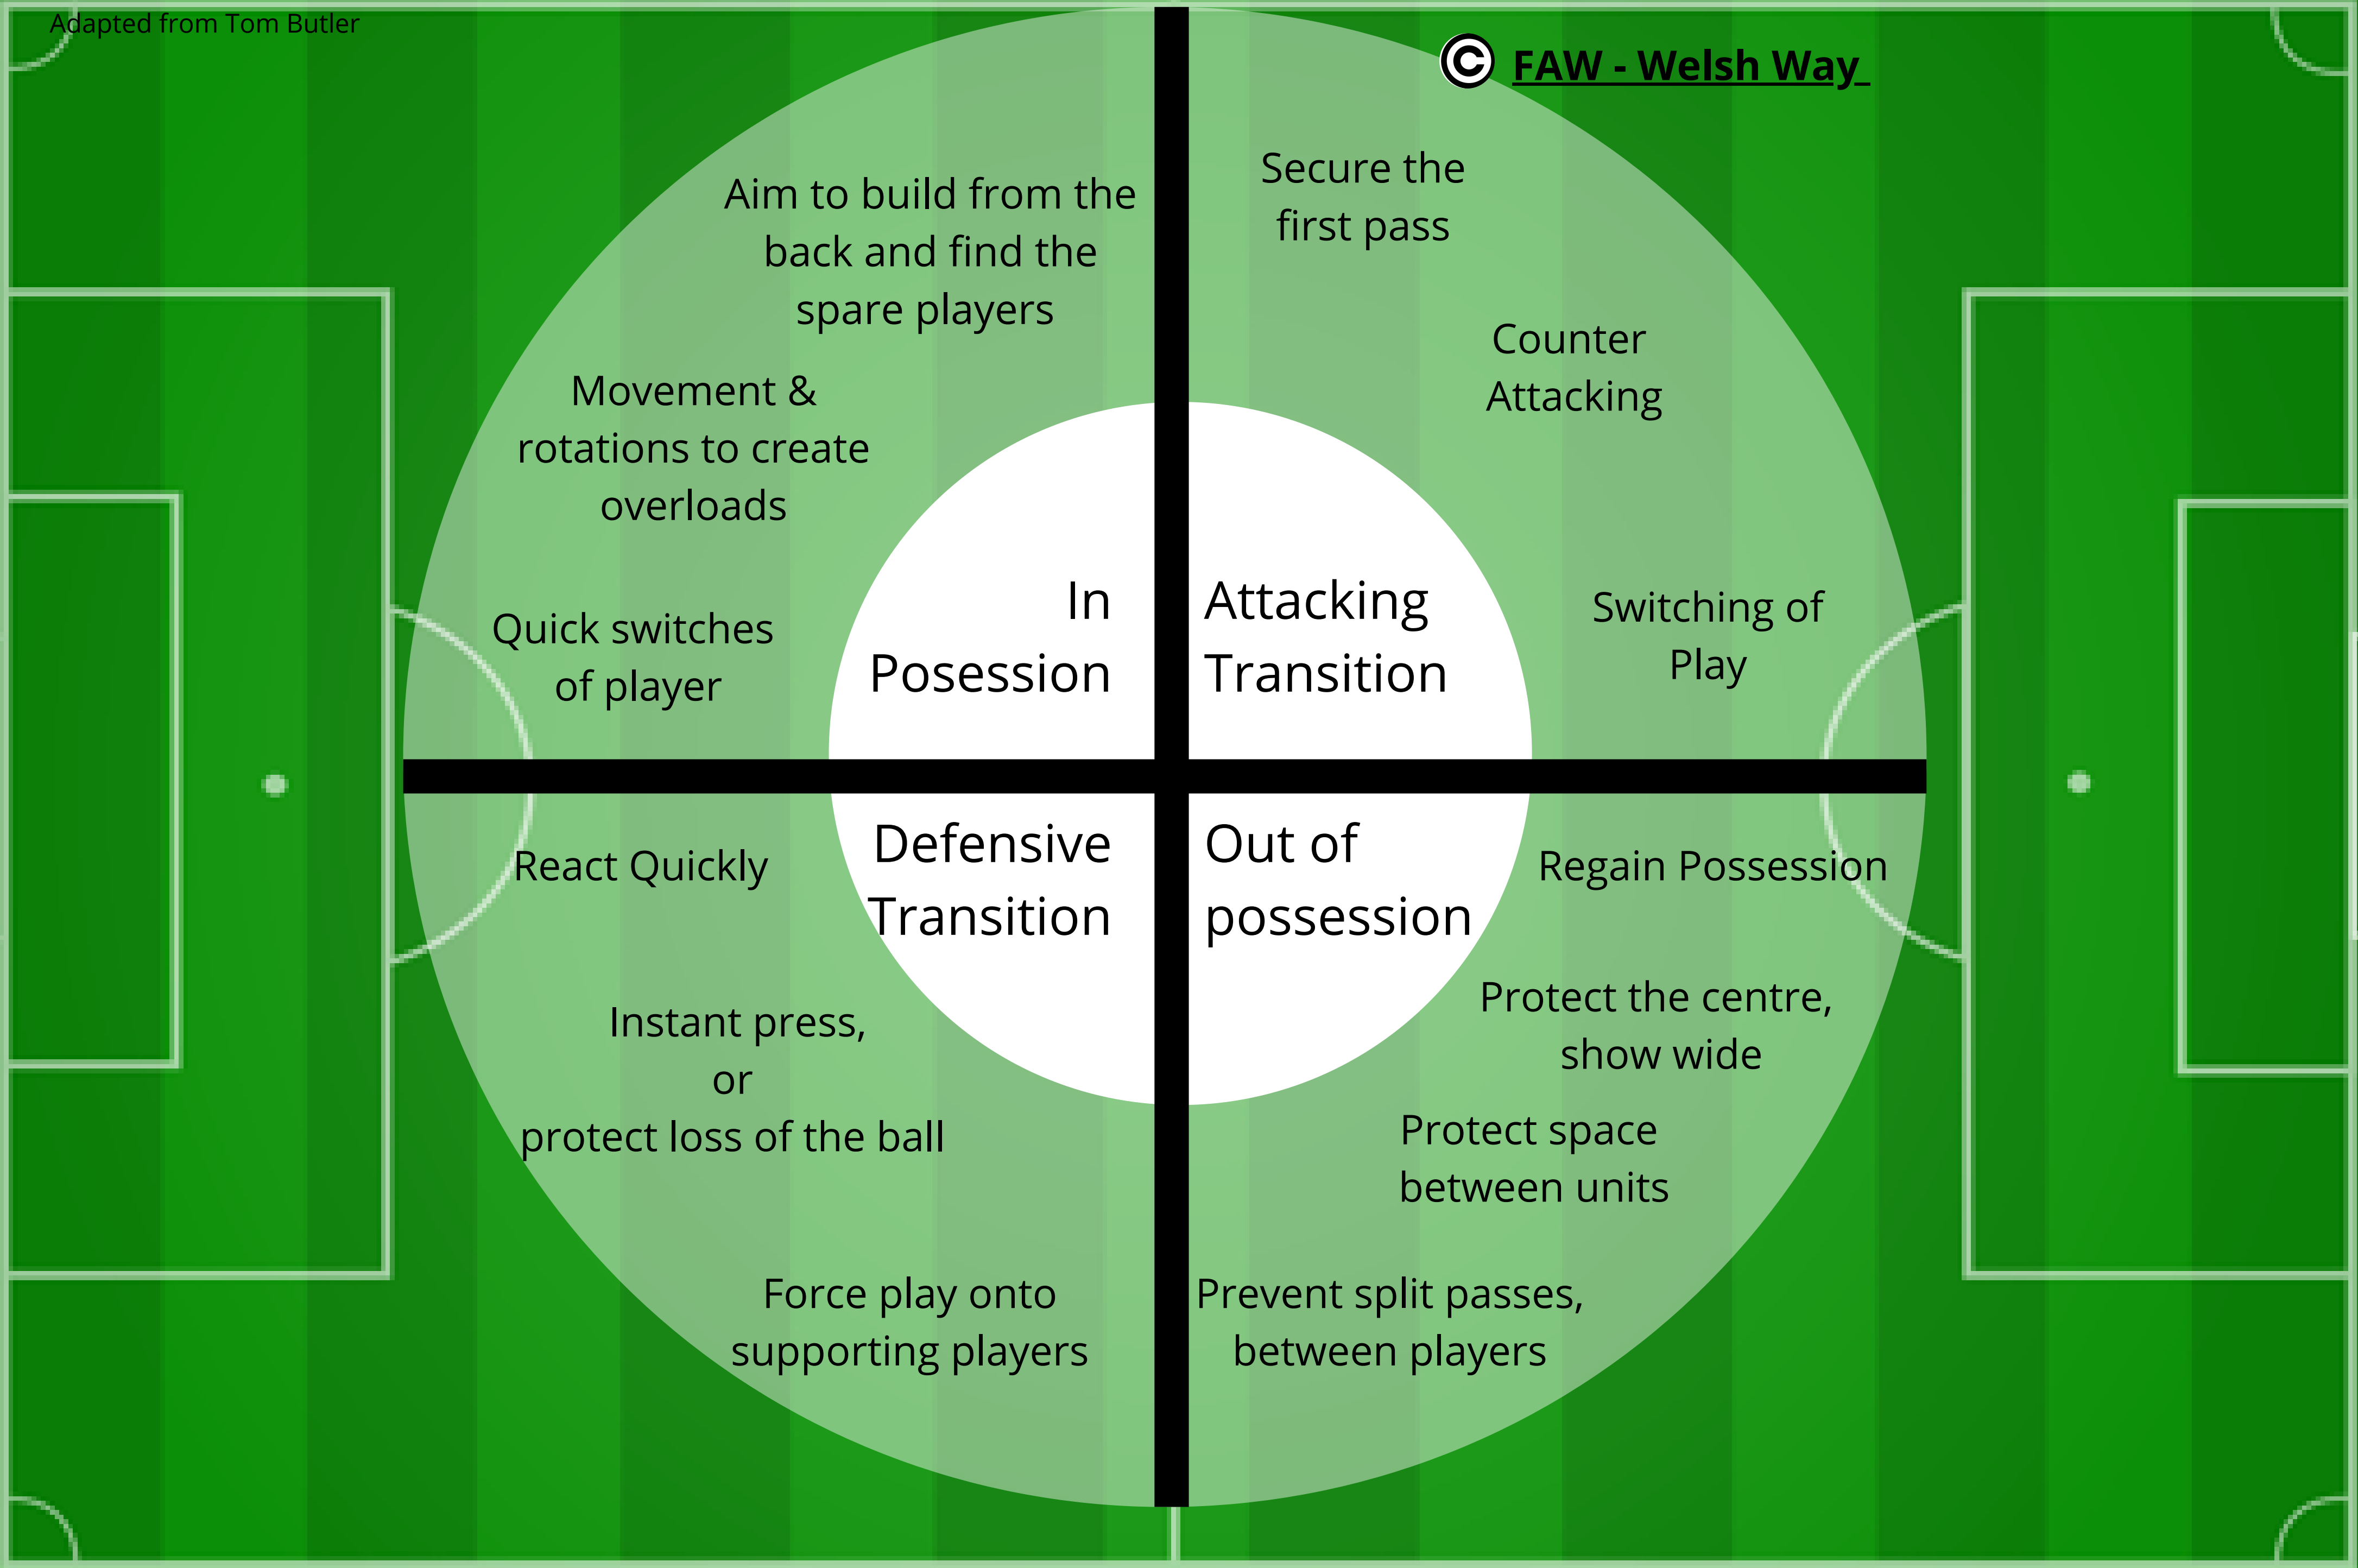 Adapted from Tom Butler
© FAW - Welsh Way
Aim to build from the
back and find the
spare players
Movement &
rotations to create
overloads
Quick switches
of player
In
Posession
Secure the
first pass
Counter
Attacking
Attacking
Transition
Switching of
Play
React Quickly
Defensive
Transition
Instant press,
or
protect loss of the ball
Force play onto
supporting players
Out of
possession
Regain Possession
Protect the centre,
show wide
Protect space
between units
Prevent split passes,
between players